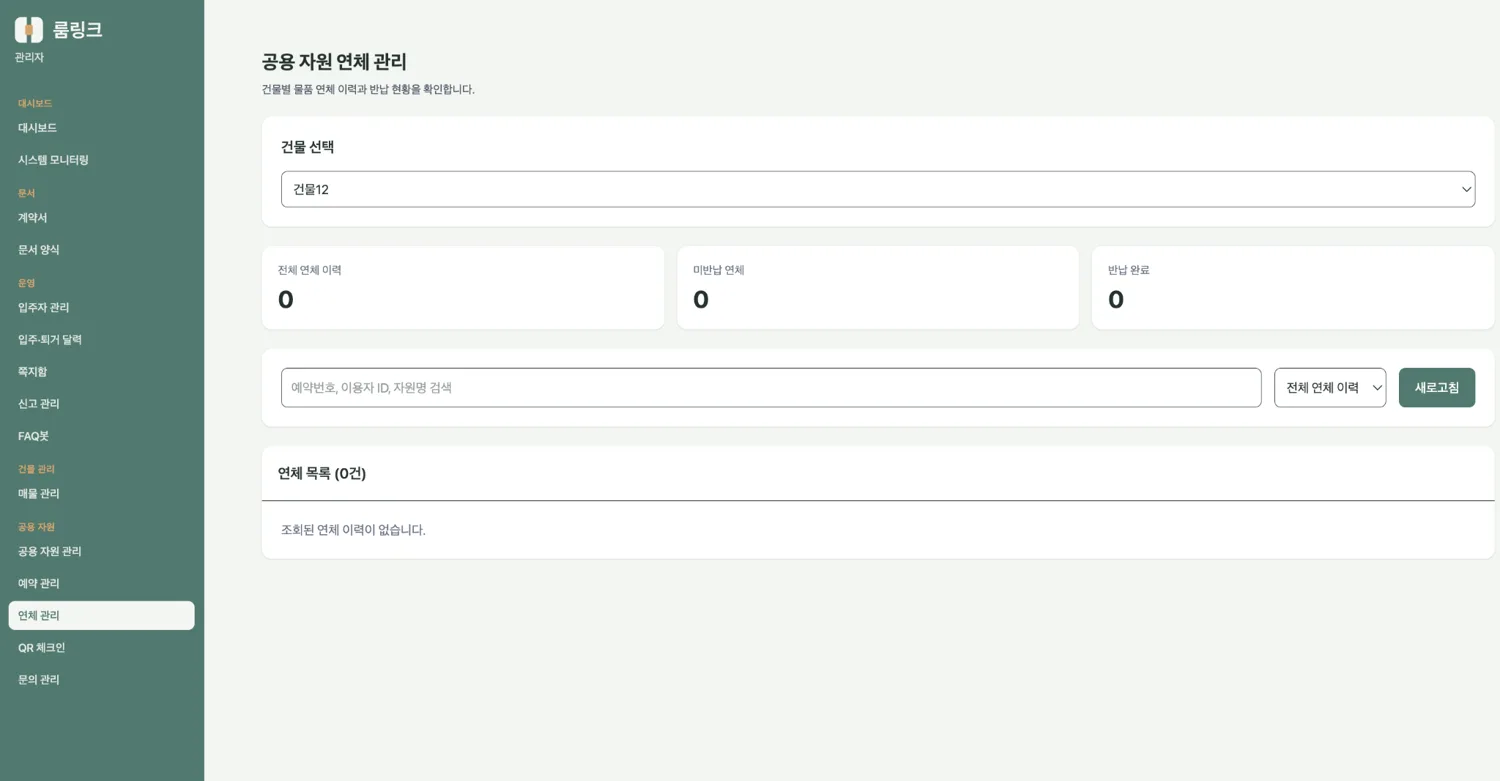 룸링크
관리자
대시보드
대시보드
시스템 모니터링
문서
계약서
문서 양식
운영
입주자 관리
입주·퇴거 달력
쪽지함
신고 관리
FAQ봇
건물 관리
매물 관리
공용 자원
공용 자원 관리
예약 관리
연체 관리
QR 체크인
문의 관리
공용 자원 연체 관리
건물별 물품 연체 이력과 반납 현황을 확인합니다.
건물 선택
건물12
전체 연체 이력
0
미반납 연체
0
반납 완료
0
예약번호, 이용자 ID, 자원명 검색
전체 연체 이력
새로고침
연체 목록 (0건)
조회된 연체 이력이 없습니다.